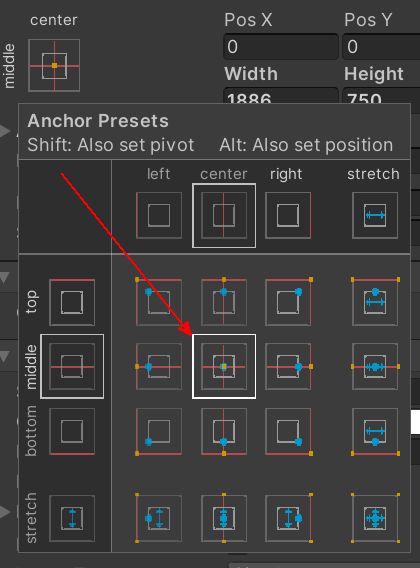 center
Pos X
Pos Y
middle
0
0
Width
Height
1886
750
Anchor Presets
Shift: Also set pivot
Alt: Also set position
left
center
right
stretch
top
middle
bottom
stretch